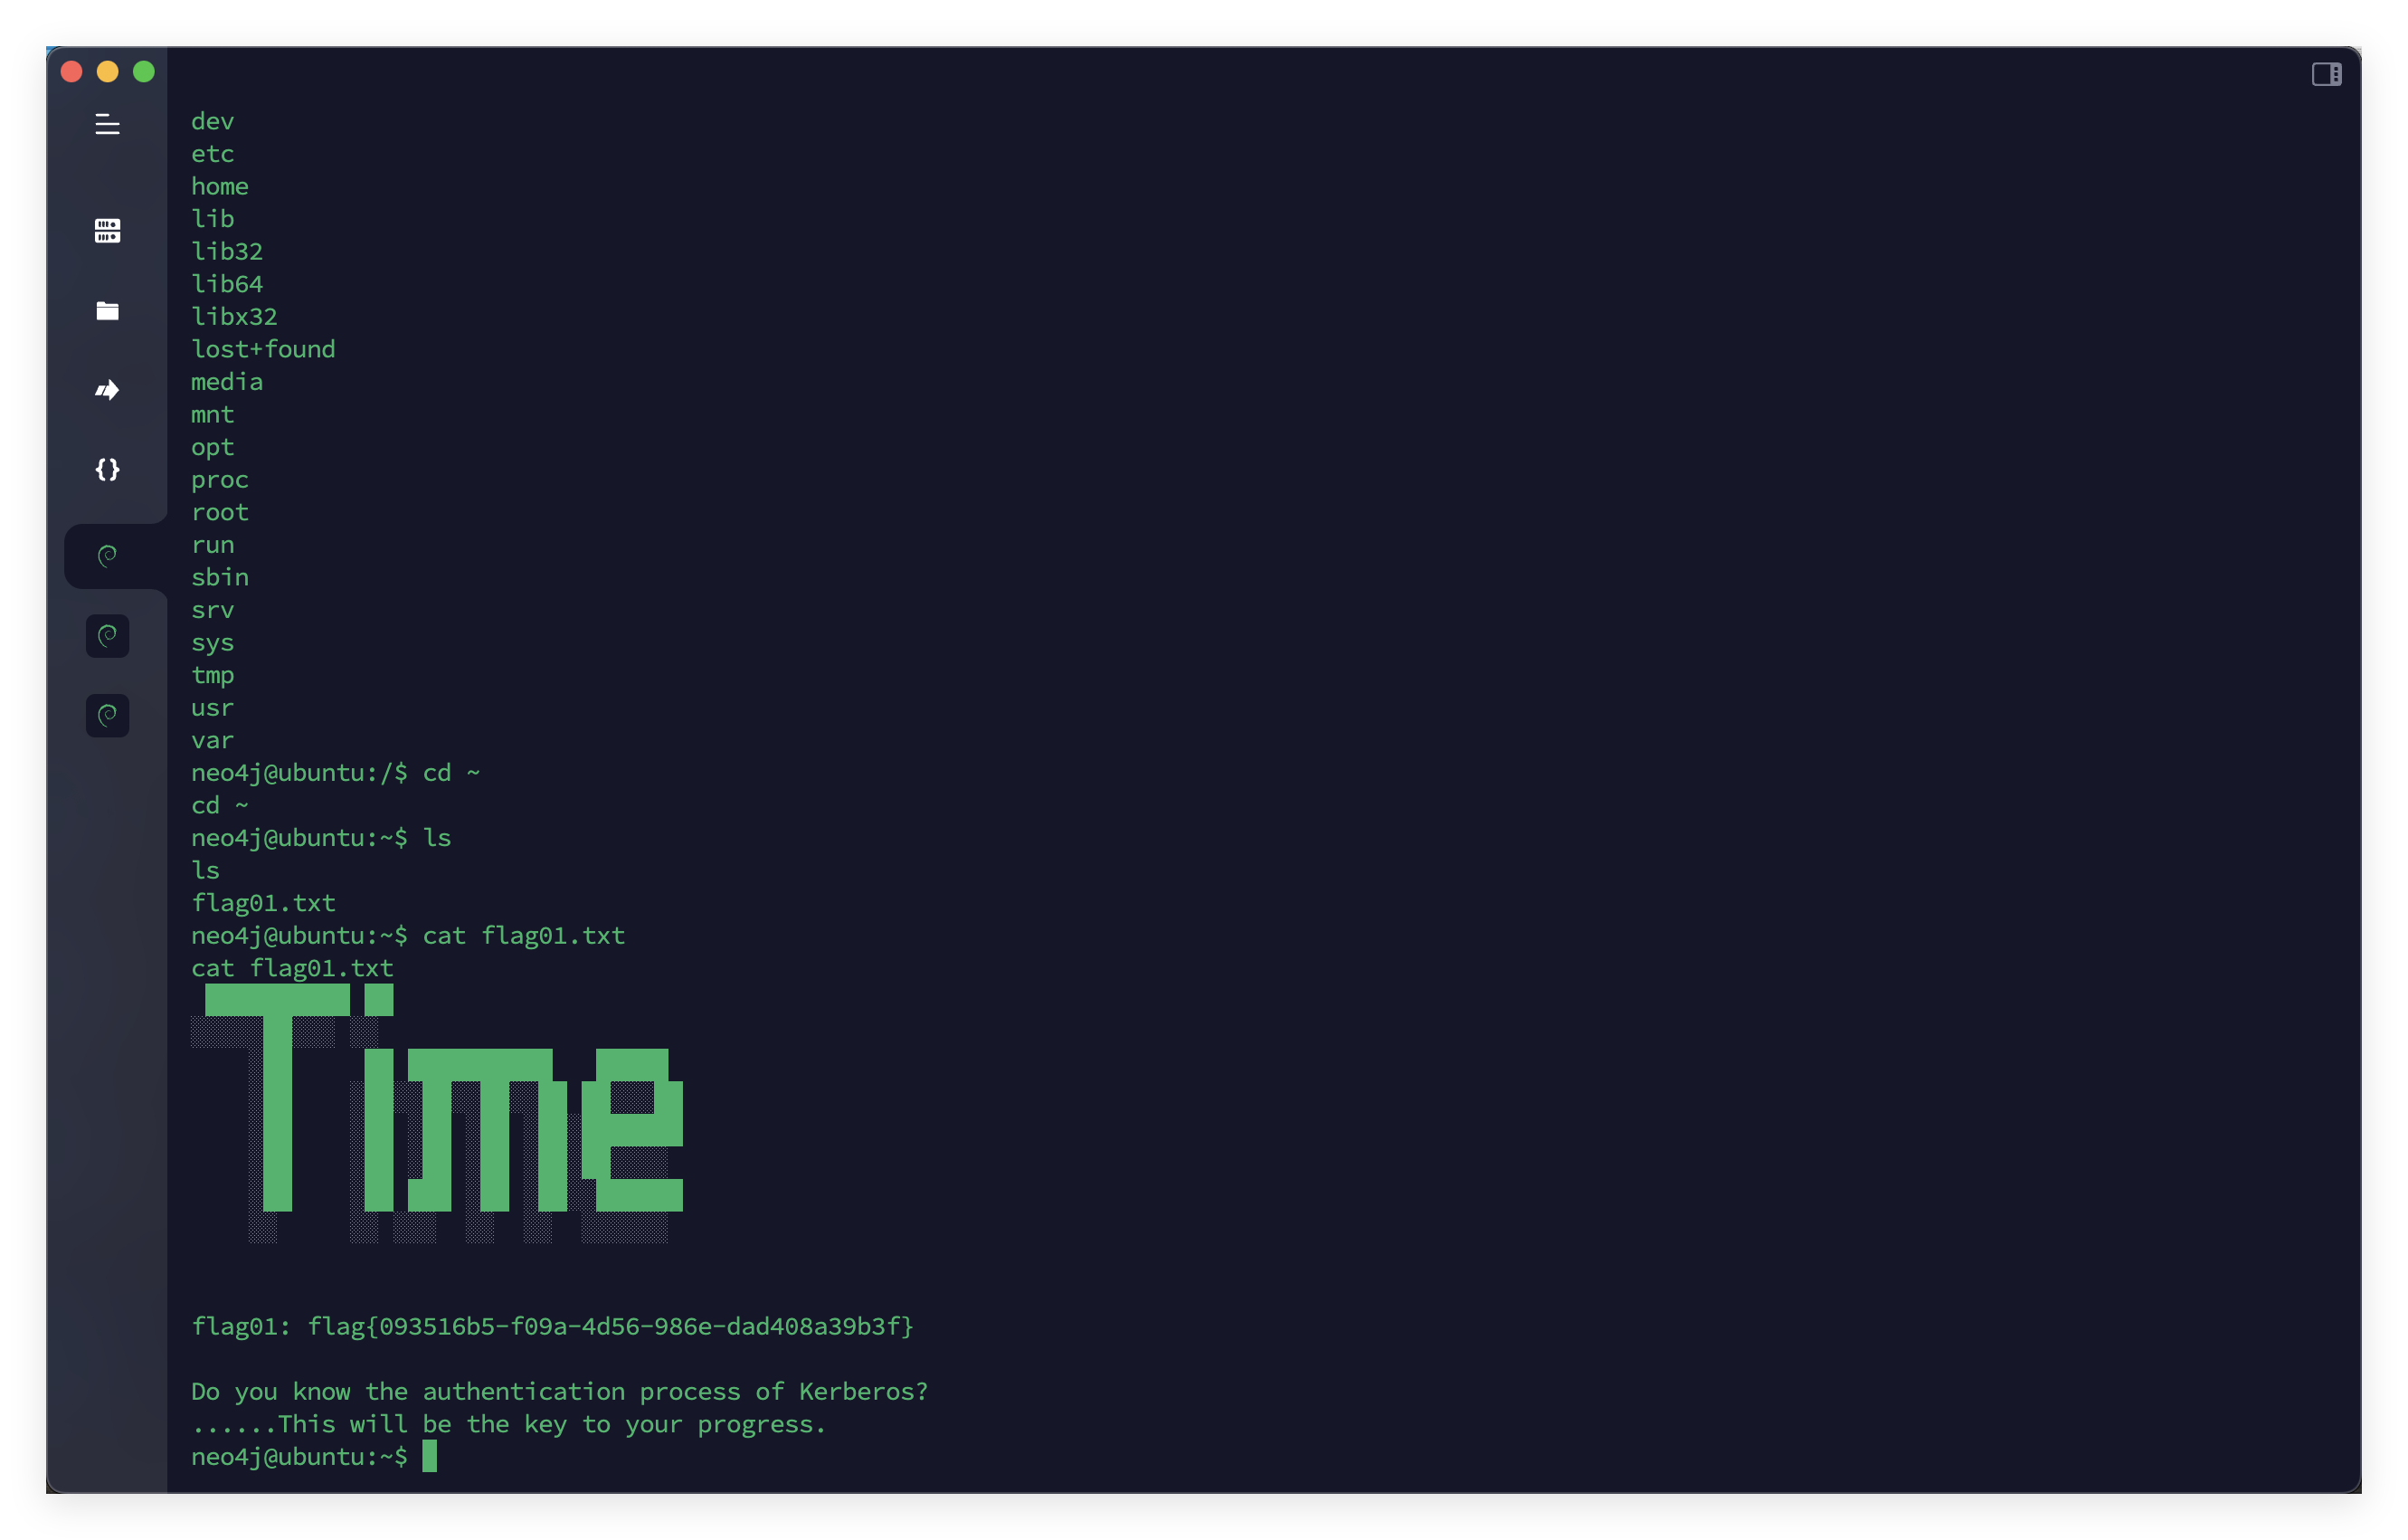 dev
etc
home
lib
lib32
lib64
libx32
lost+found
media
mnt
opt
proc
root
run
sbin
srv
sys
tmp
usr
var
neo4j@ubuntu:/$ cd ~
cd ~
neo4j@ubuntu:~$ ls
ls
flag01.txt
neo4j@ubuntu:~$ cat flag01.txt
cat flag01.txt
Time
flag01: flag{093516b5-f09a-4d56-986e-dad408a39b3f}
Do you know the authentication process of Kerberos?
......This will be the key to your progress.
neo4j@ubuntu:~$